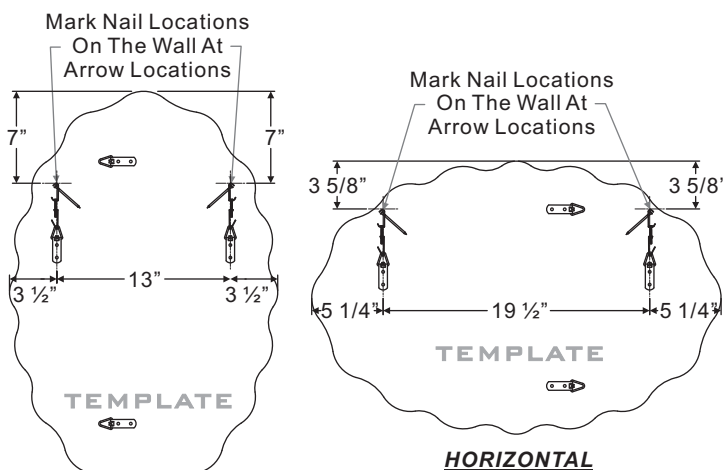 Mark Nail Locations
On The Wall At
Arrow Locations
7”
7”
3 ½”
13”
3 ½”
TEMPLATE
Mark Nail Locations
On The Wall At
Arrow Locations
3 5/8”
3 5/8’
5 1/4”
19 ½”
5 1/4”
TEMPLATE
HORIZONTAL